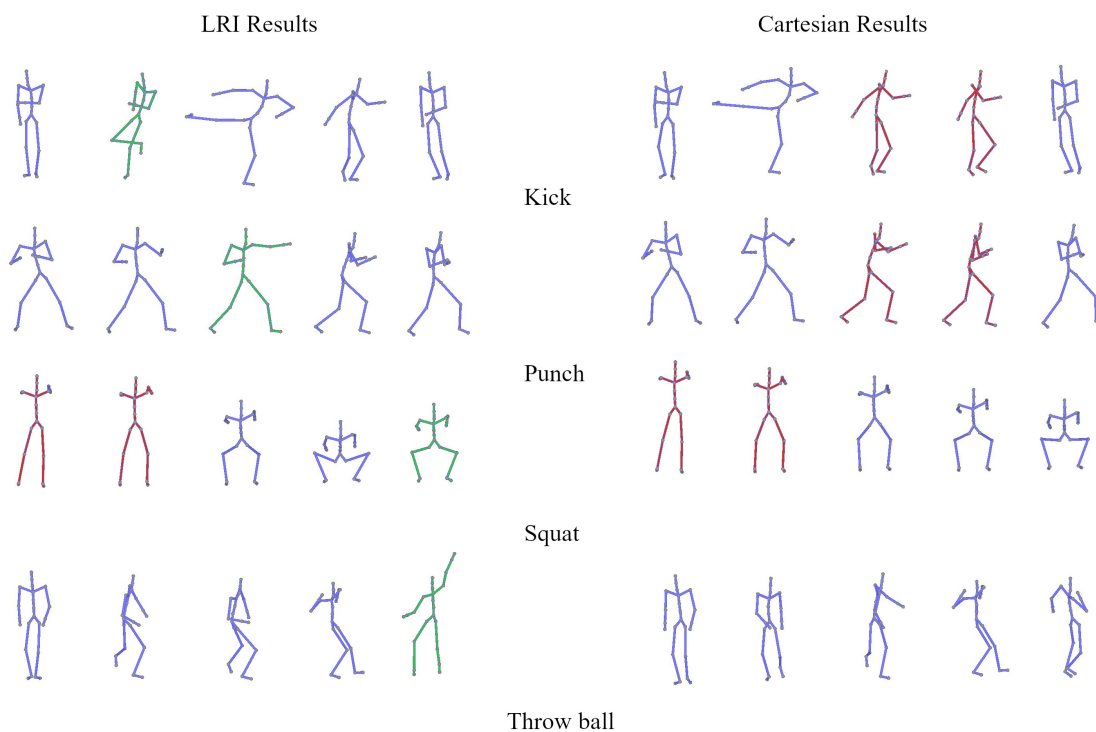 LRI Results
Cartesian Results
Kick
Punch
Squat
Throw ball